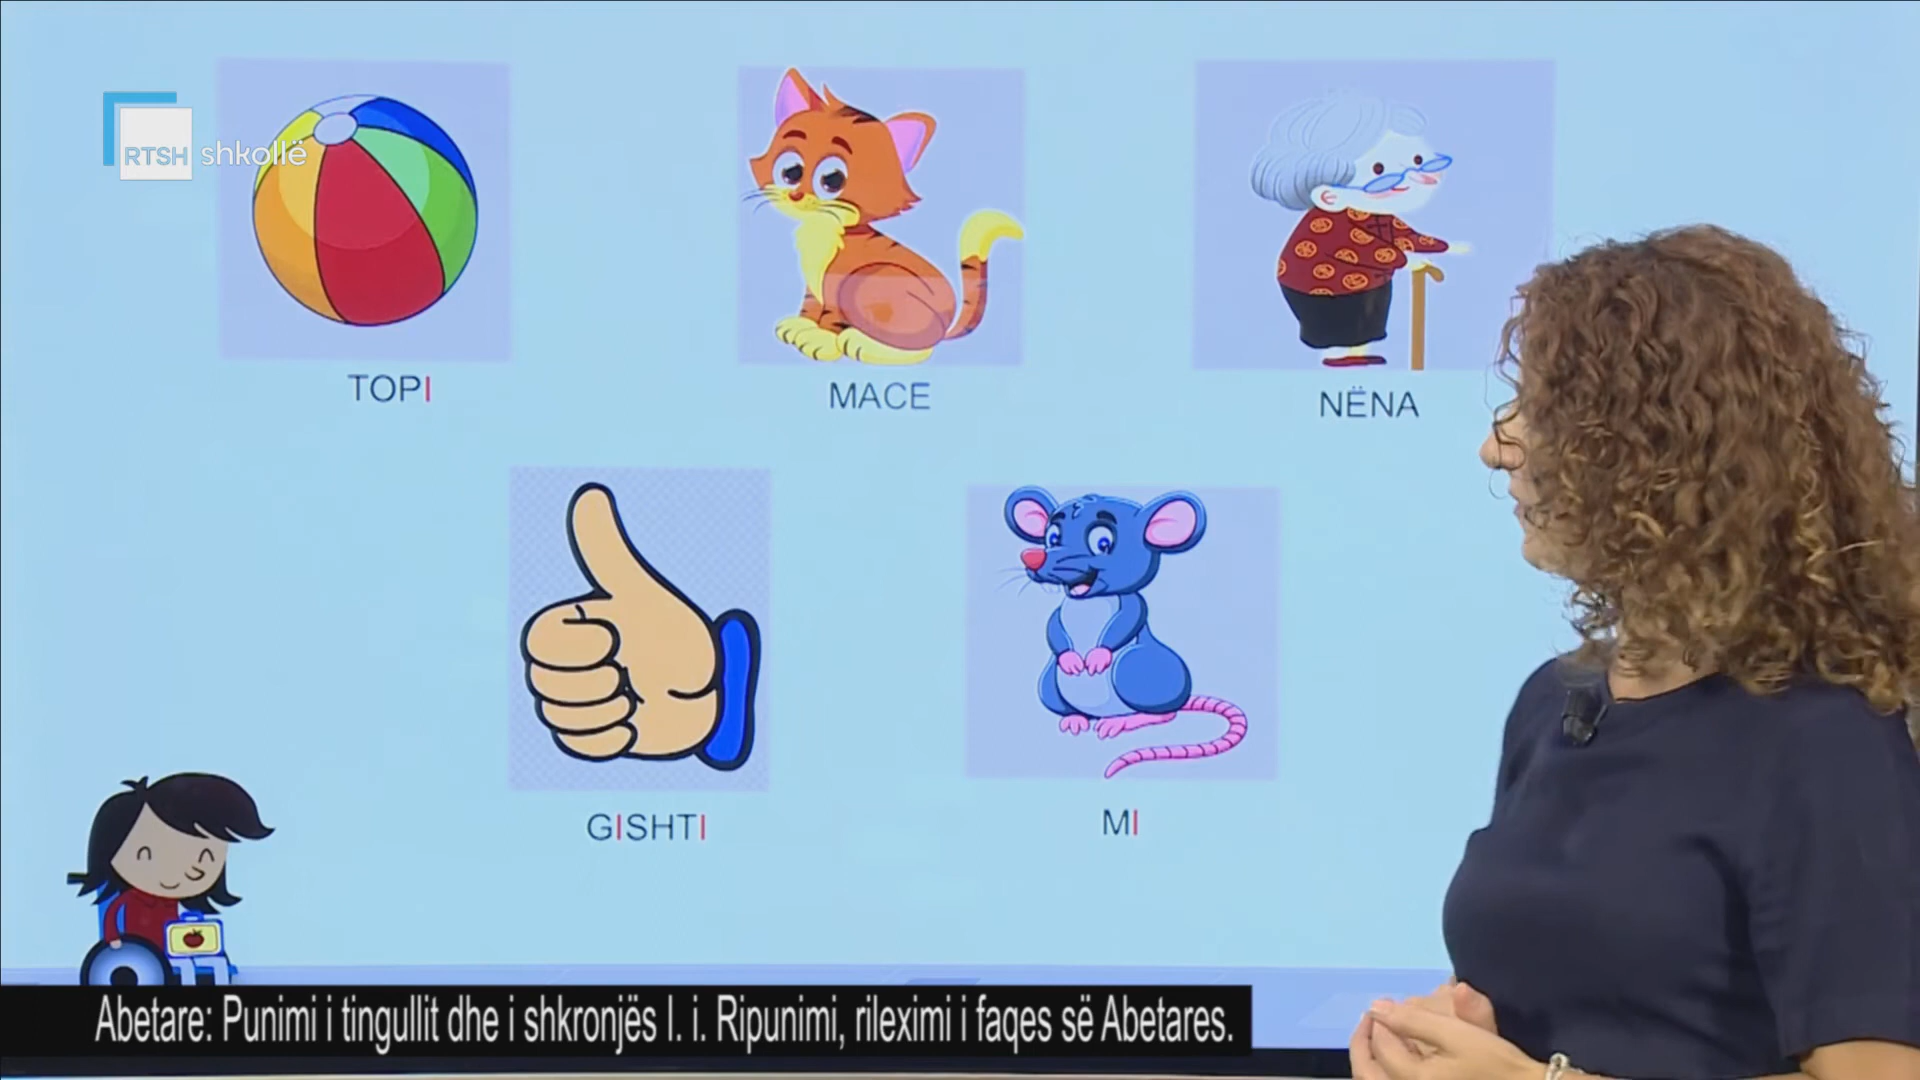 RTSH shkollë
TOPI
MACE
NËNA
GISHTI
MI
Abetare: Punimi i tingullit dhe i shkronjës I. i. Ripunimi, rileximi i faqes së Abetares.